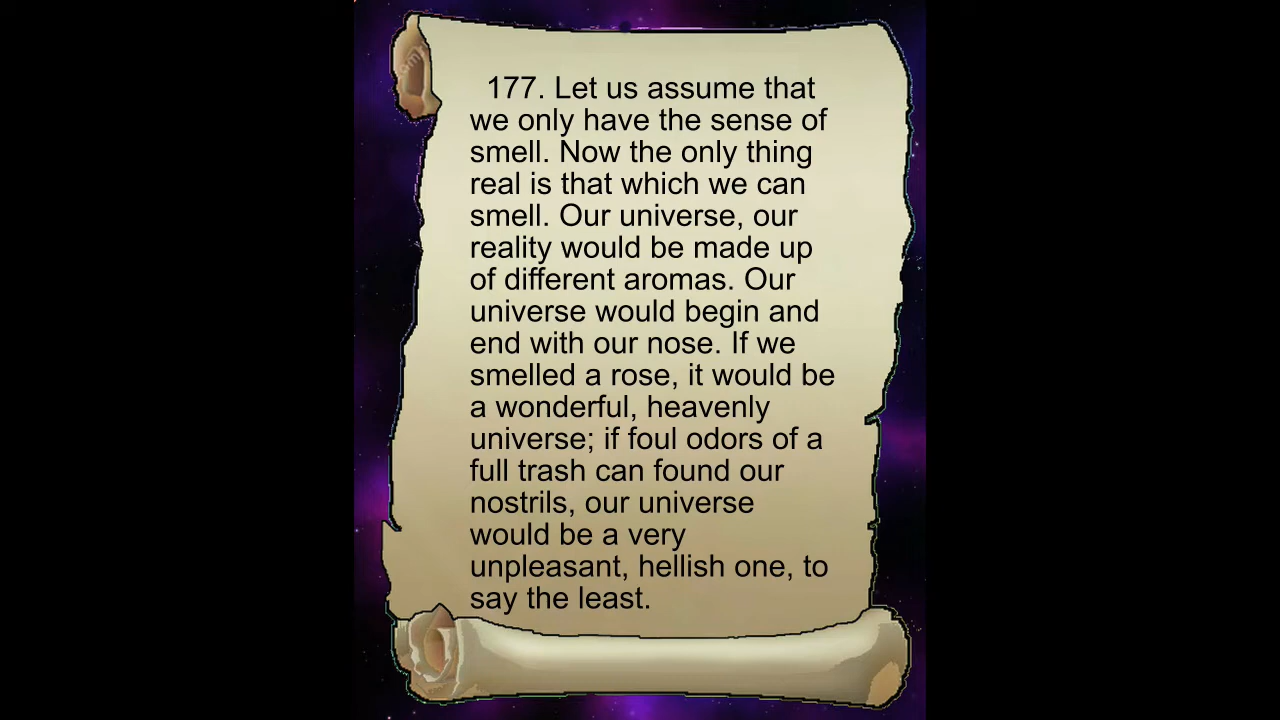 177. Let us assume that
we only have the sense of
smell. Now the only thing
real is that which we can
smell. Our universe, our
reality would be made up
of different aromas. Our
universe would begin and
end with our nose. If we
smelled a rose, it would be
a wonderful, heavenly
universe; if foul odors of a
full trash can found our
nostrils, our universe
would be a very
unpleasant, hellish one, to
say the least.